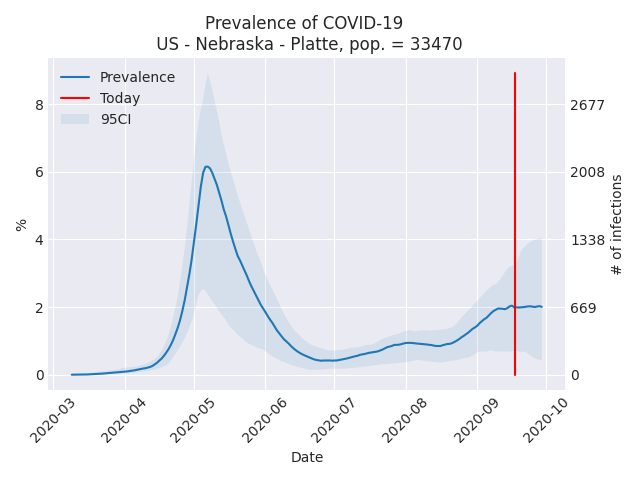 Prevalence of COVID-19
US - Nebraska - Platte, pop. = 33470
Prevalence
Today
95CI
8
6
4
2
0
%
2677
2008
1338
669
0
# of infections
2020-03
2020-04
2020-05
2020-06
2020-07
2020-08
2020-09
2020-10
Date